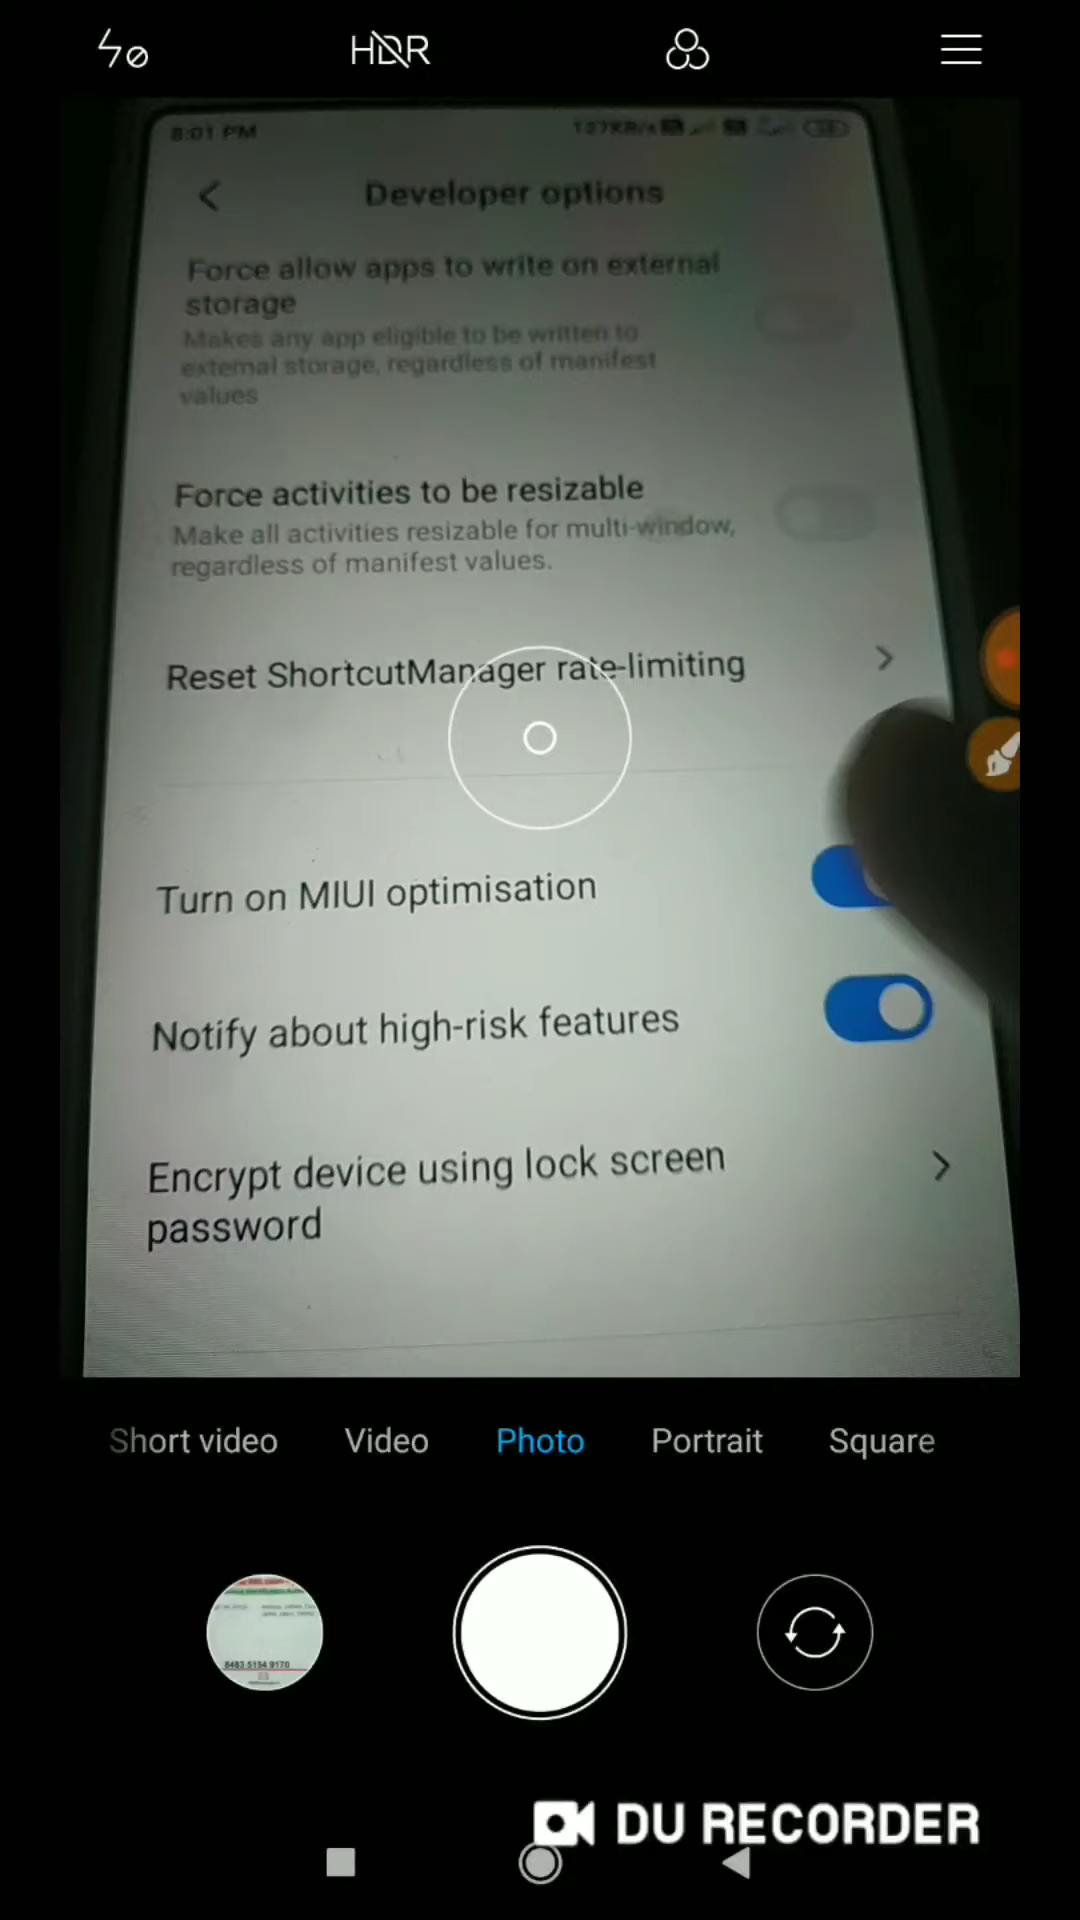 HDR
8:01 PM
Developer options
Force allow apps to write on external
storage
Makes any app eligible to be written to
external storage, regardless of manifest
values
Force activities to be resizable
Make all activities resizable for multi-window,
regardless of manifest values.
Reset ShortcutManager rate-limiting
Turn on MIUI optimisation
Notify about high-risk features
Encrypt device using lock screen
password
Short video Video Photo Portrait Square
8483 5154 9170
DU RECORDER